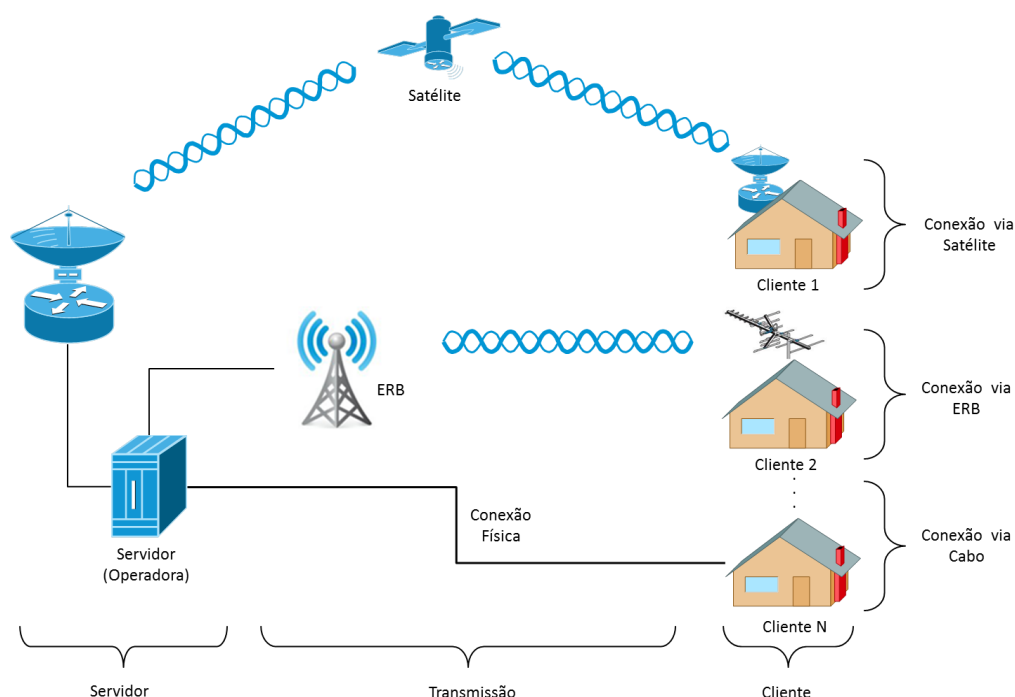 Satélite
Conexão via
Satélite
Cliente 1
ERB
Conexão via
ERB
Cliente 2
Conexão
Física
Conexão via
Cabo
Servidor
(Operadora)
Cliente N
Servidor
Transmissão
Cliente